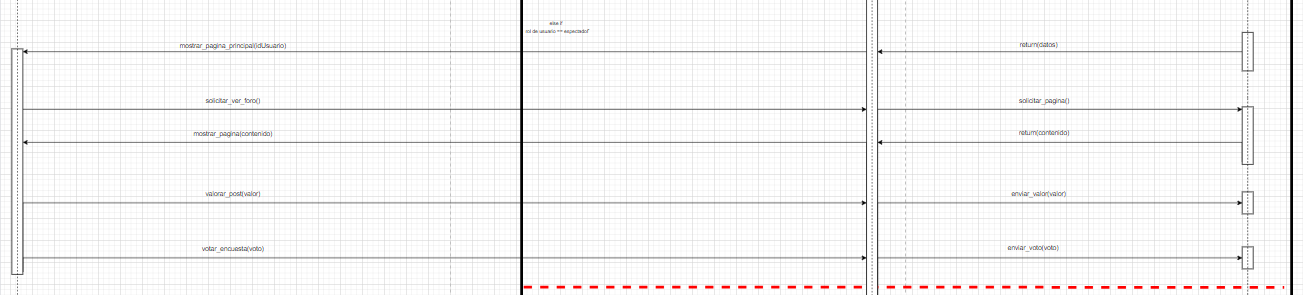 else if
rol de usuario == espectador
mostrar_pagina_principal(idUsuario)
return(datos)
solicitar_ver_foro()
solicitar_pagina()
mostrar_pagina(contenido)
return(contenido)
valorar_post(valor)
enviar_valor(valor)
votar_encuesta(voto)
enviar_voto(voto)